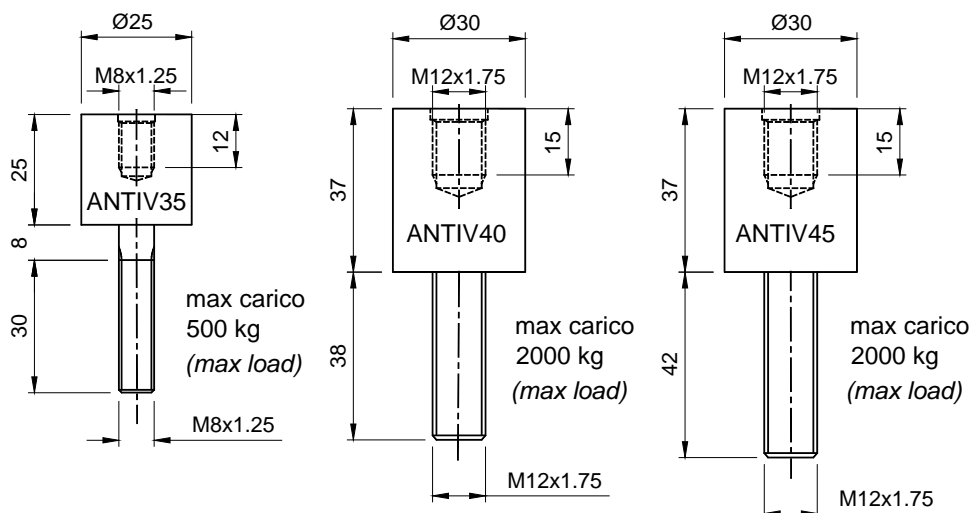 Ø25
M8x1.25
12
25
ANTIV35
8
30
max carico
500 kg
(max load)
M8x1.25
Ø30
M12x1.75
15
37
ANTIV40
38
max carico
2000 kg
(max load)
M12x1.75
Ø30
M12x1.75
15
37
ANTIV45
42
max carico
2000 kg
(max load)
M12x1.75